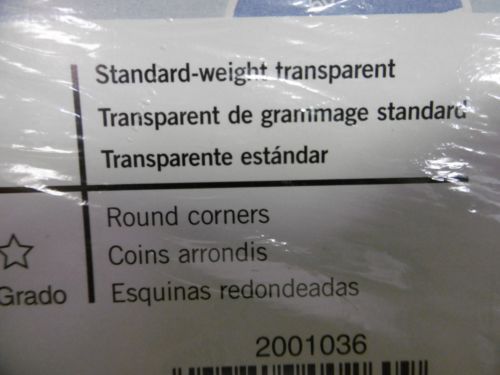 Standard-weight transparent
Transparent de grammage standard
Transparente estándar
Round corners
Coins arrondis
Grado
Esquinas redondeadas
2001036